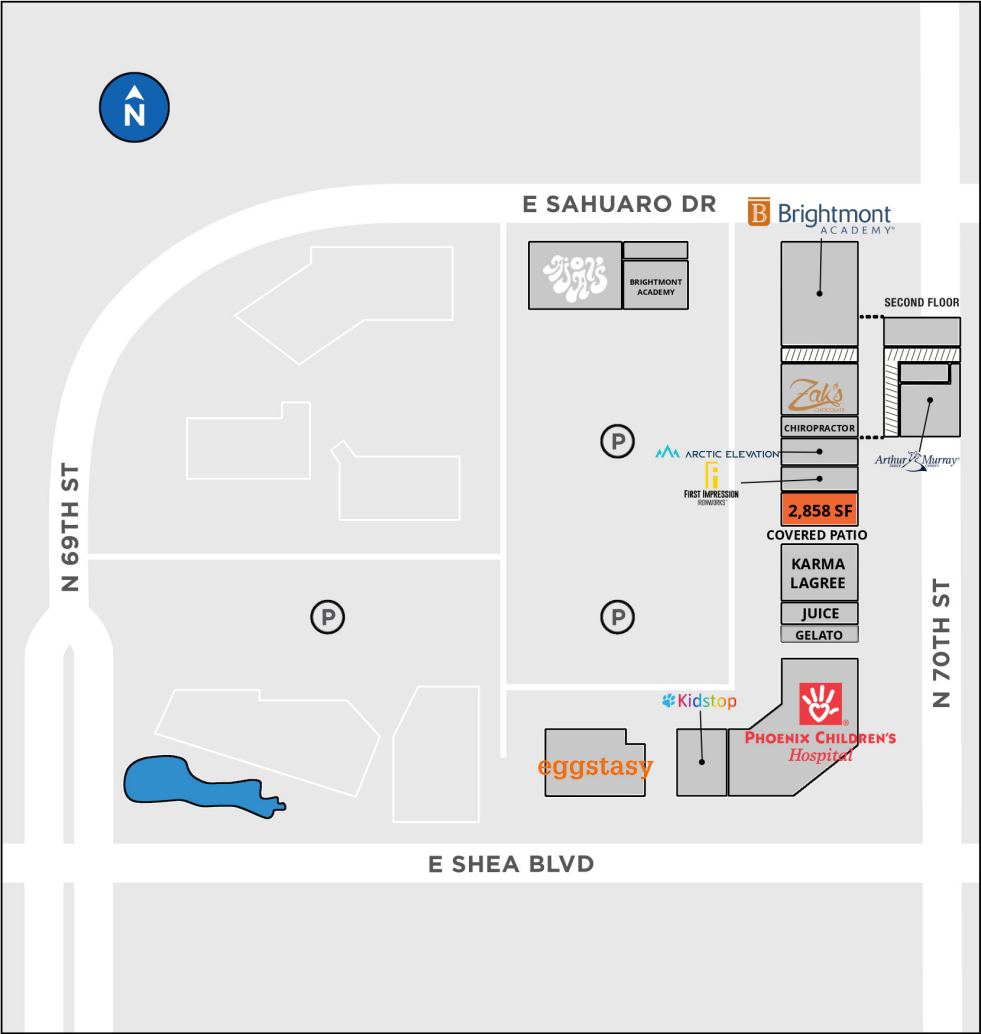 N
E SAHUARO DR
B Brightmont
ACADEMY
BRIGHTMONT
ACADEMY
SECOND FLOOR
Zak's
CHOCOLATE
CHIROPRACTOR
ARCTIC ELEVATION
Arthur Murray
FIRST IMPRESSION
IRONWORKS
2,858 SF
COVERED PATIO
KARMA
LAGREE
JUICE
GELATO
P
P
P
N 69TH ST
N 70TH ST
Kidstop
PHOENIX CHILDREN'S
Hospital
eggstasy
E SHEA BLVD